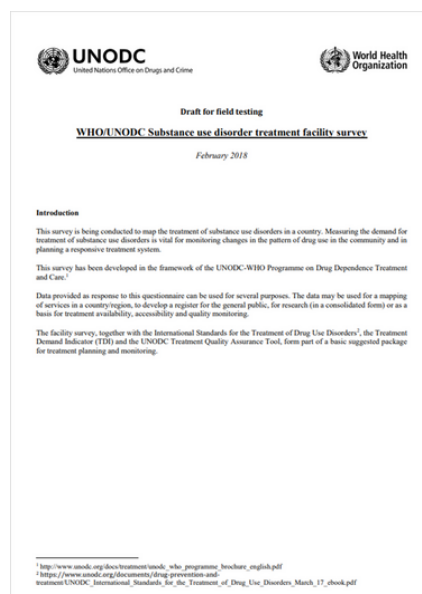 UNODC
United Nations Office on Drugs and Crime
World Health
Organization
Draft for field testing
WHO/UNODC Substance use disorder treatment facility survey
February 2018
Introduction
This survey is being conducted to map the treatment of substance use disorders in a country. Measuring the demand for
treatment of substance use disorders is vital for monitoring changes in the pattern of drug use in the community and in
planning a responsive treatment system.
This survey has been developed in the framework of the UNODC-WHO Programme on Drug Dependence Treatment
and Care.¹
Data provided as response to this questionnaire can be used for several purposes. The data may be used for a mapping
of services in a country/region, to develop a register for the general public, for research (in a consolidated form) or as a
basis for treatment availability, accessibility and quality monitoring.
The facility survey, together with the International Standards for the Treatment of Drug Use Disorders², the Treatment
Demand Indicator (TDI) and the UNODC Treatment Quality Assurance Tool, form part of a basic suggested package
for treatment planning and monitoring.
¹ http://www.unodc.org/docs/treatment/unodc_who_programme_brochure_english.pdf
² https://www.unodc.org/documents/drug-prevention-and-
treatment/UNODC_International_Standards_for_the_Treatment_of_Drug_Use_Disorders_March_17_ebook.pdf